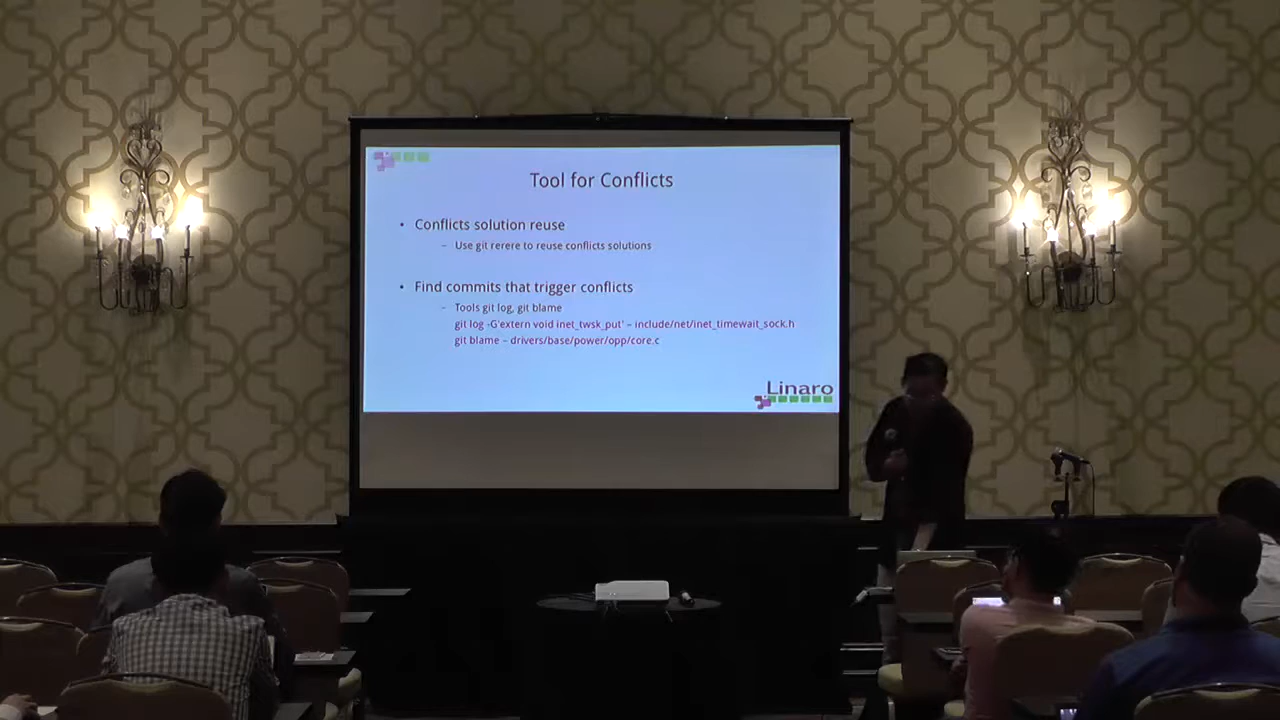 Tool for Conflicts
• Conflicts solution reuse
– Use git rerere to reuse conflicts solutions
• Find commits that trigger conflicts
– Tools git log, git blame
git log -G'extern void inet_twsk_put' – include/net/inet_timewait_sock.h
git blame – drivers/base/power/opp/core.c
Linaro